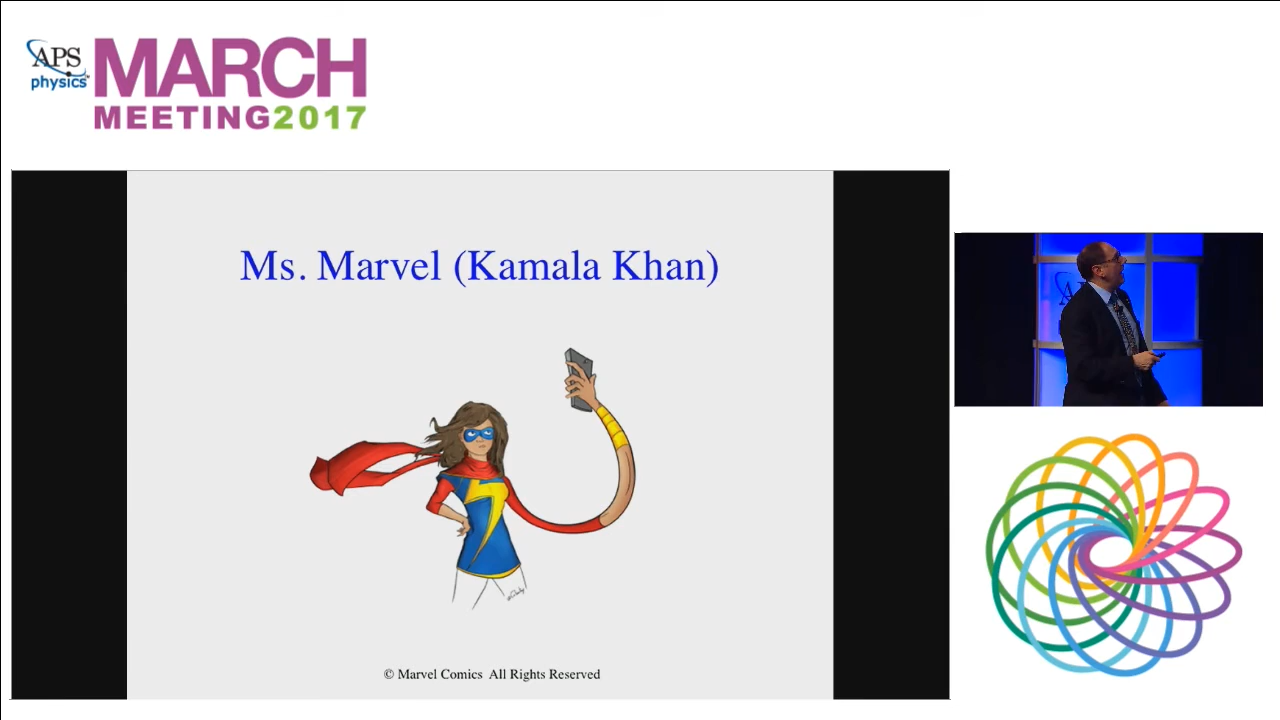 APS
physics
MARCH
MEETING2017
Ms. Marvel (Kamala Khan)
© Marvel Comics All Rights Reserved